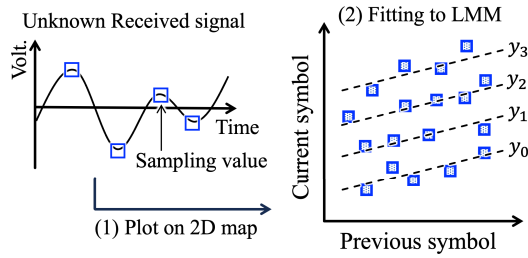 Unknown Received signal
Volt.
Time
Sampling value
(1) Plot on 2D map
(2) Fitting to LMM
Current symbol
y3
y2
y1
y0
Previous symbol